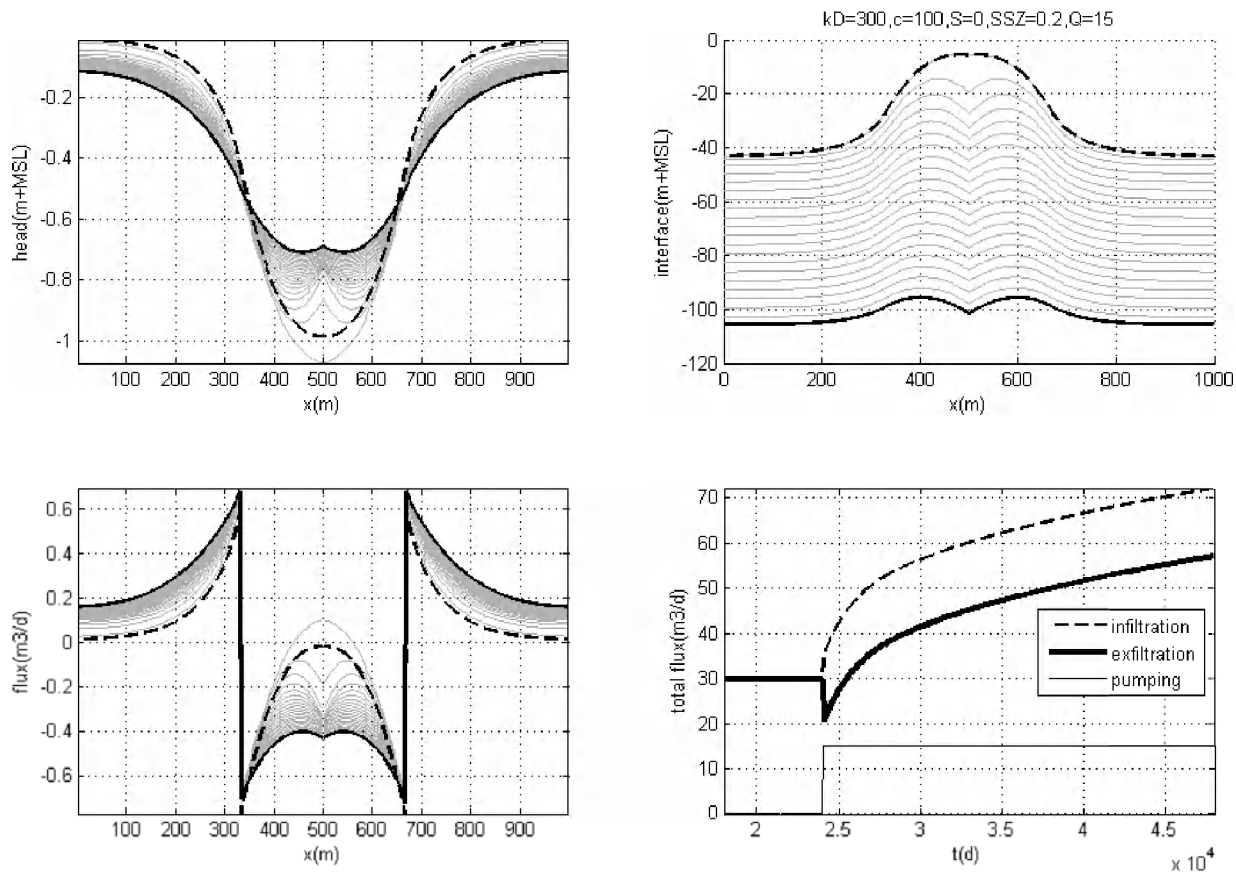 kD=300,c=100,S=0,SSZ=0.2,Q=15
head(m+MSL)
-0.2
-0.4
-0.6
-0.8
-1
100 200 300 400 500 600 700 800 900
x(m)
interface(m+MSL)
0
-20
-40
-60
-80
-100
-120
0 200 400 600 800 1000
x(m)
flux(m3/d)
0.6
0.4
0.2
0
-0.2
-0.4
-0.6
100 200 300 400 500 600 700 800 900
x(m)
total flux(m3/d)
70
60
50
40
30
20
10
0
infiltration
exfiltration
pumping
2 2.5 3 3.5 4 4.5
t(d)
x 10^4